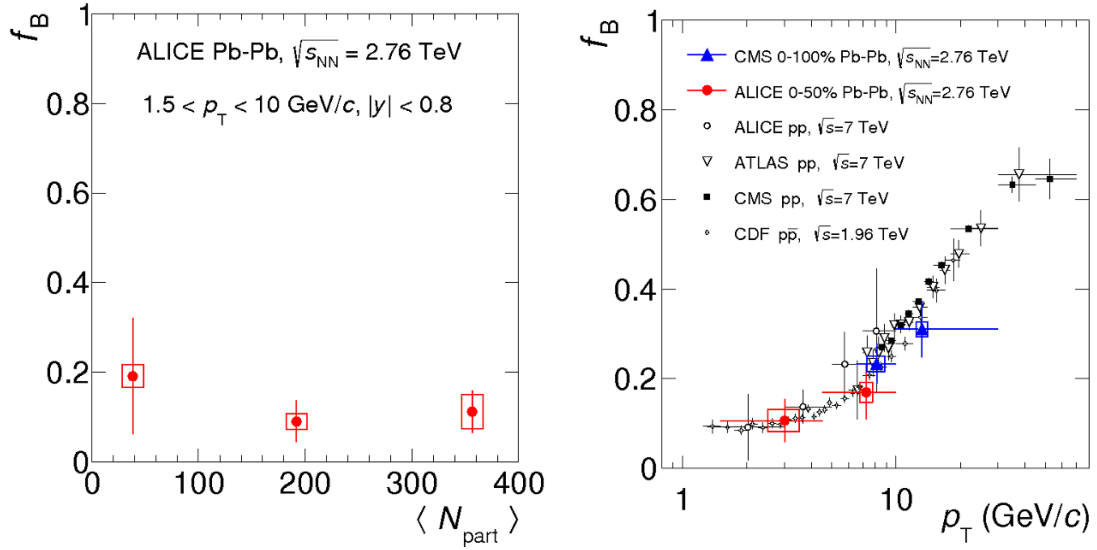 f_B
ALICE Pb-Pb, √s_NN = 2.76 TeV
1.5 < p_T < 10 GeV/c, |y| < 0.8
1
0.8
0.6
0.4
0.2
0
0 100 200 300 400
⟨ N_part ⟩
f_B
CMS 0-100% Pb-Pb, √s_NN=2.76 TeV
ALICE 0-50% Pb-Pb, √s_NN=2.76 TeV
ALICE pp, √s=7 TeV
ATLAS pp, √s=7 TeV
CMS pp, √s=7 TeV
CDF pp̅, √s=1.96 TeV
1
0.8
0.6
0.4
0.2
0
1 10
p_T (GeV/c)